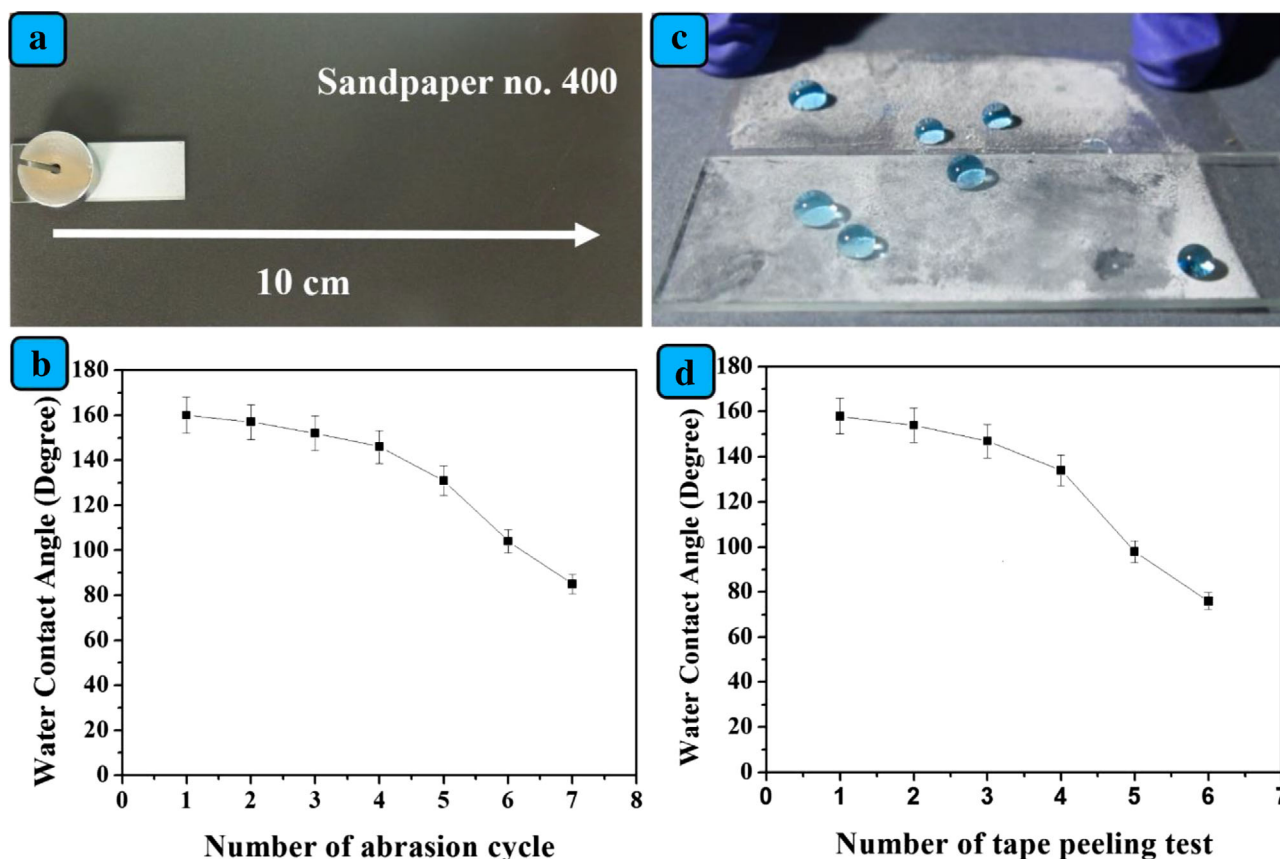 a
Sandpaper no. 400
10 cm
c
b
180
160
140
120
100
80
60
40
20
0
0 1 2 3 4 5 6 7 8
Water Contact Angle (Degree)
Number of abrasion cycle
d
180
160
140
120
100
80
60
40
20
0
0 1 2 3 4 5 6 7
Water Contact Angle (Degree)
Number of tape peeling test